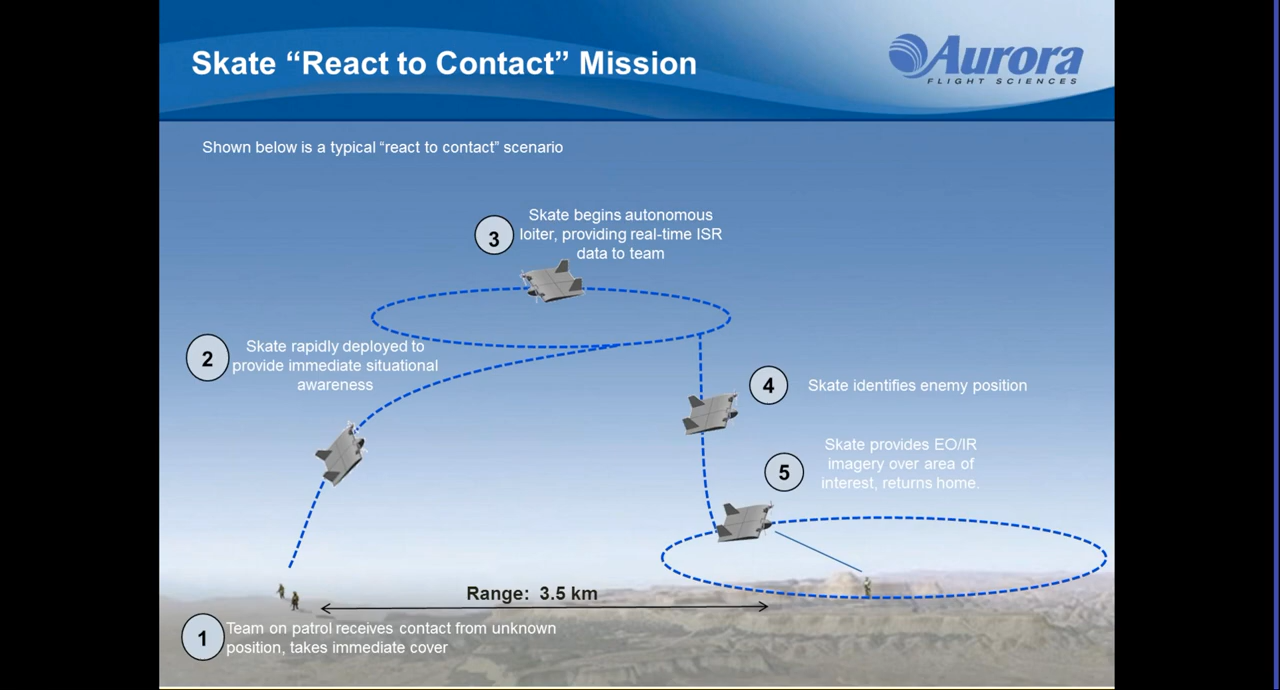 Skate “React to Contact” Mission
Aurora
FLIGHT SCIENCES
Shown below is a typical “react to contact” scenario
3
Skate begins autonomous
loiter, providing real-time ISR
data to team
2
Skate rapidly deployed to
provide immediate situational
awareness
4
Skate identifies enemy position
5
Skate provides EO/IR
imagery over area of
interest, returns home.
Range: 3.5 km
1
Team on patrol receives contact from unknown
position, takes immediate cover